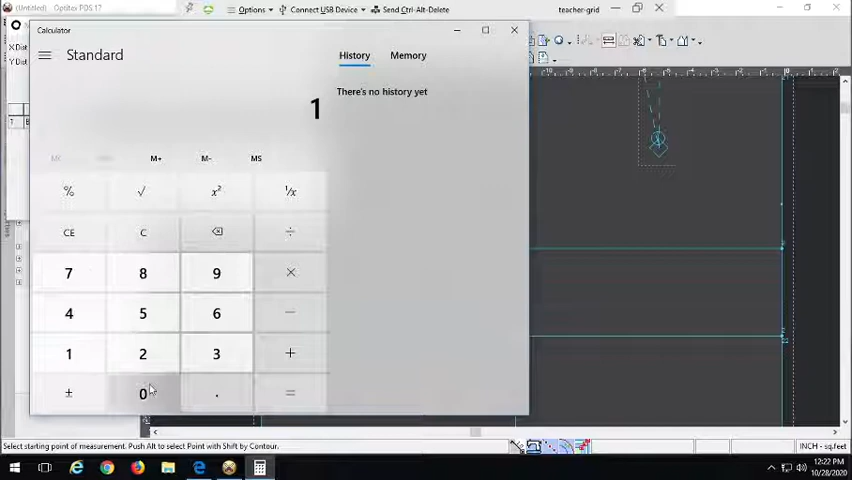 (Untitled) - Optitex PDS 15
Options
Connect USB Device
Send Ctrl-Alt-Delete
teacher-grid
Calculator
Standard
History
Memory
There's no history yet
X Dist
Y Dist
1
M+
M-
MS
%
√
x²
¹/x
CE
C
÷
7
8
9
×
4
5
6
−
1
2
3
+
±
0
.
=
Select starting point of measurement. Push Alt to select Point with Shift by Contour.
INCH - sq.feet
12:22 PM
10/28/2020